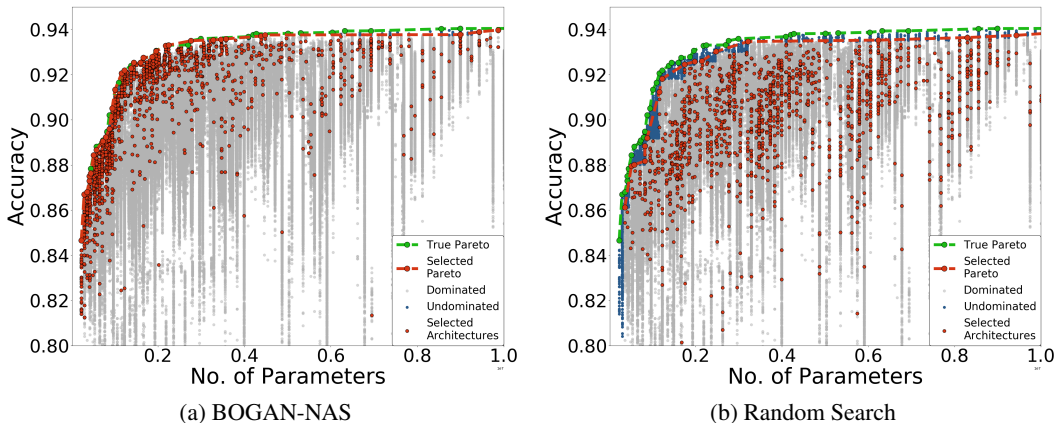 0.94
0.92
0.90
0.88
0.86
0.84
0.82
0.80
Accuracy
0.2
0.4
0.6
0.8
1.0
1e7
No. of Parameters
True Pareto
Selected
Pareto
Dominated
Undominated
Selected
Architectures
(a) BOGAN-NAS
0.94
0.92
0.90
0.88
0.86
0.84
0.82
0.80
Accuracy
0.2
0.4
0.6
0.8
1.0
1e7
No. of Parameters
True Pareto
Selected
Pareto
Dominated
Undominated
Selected
Architectures
(b) Random Search